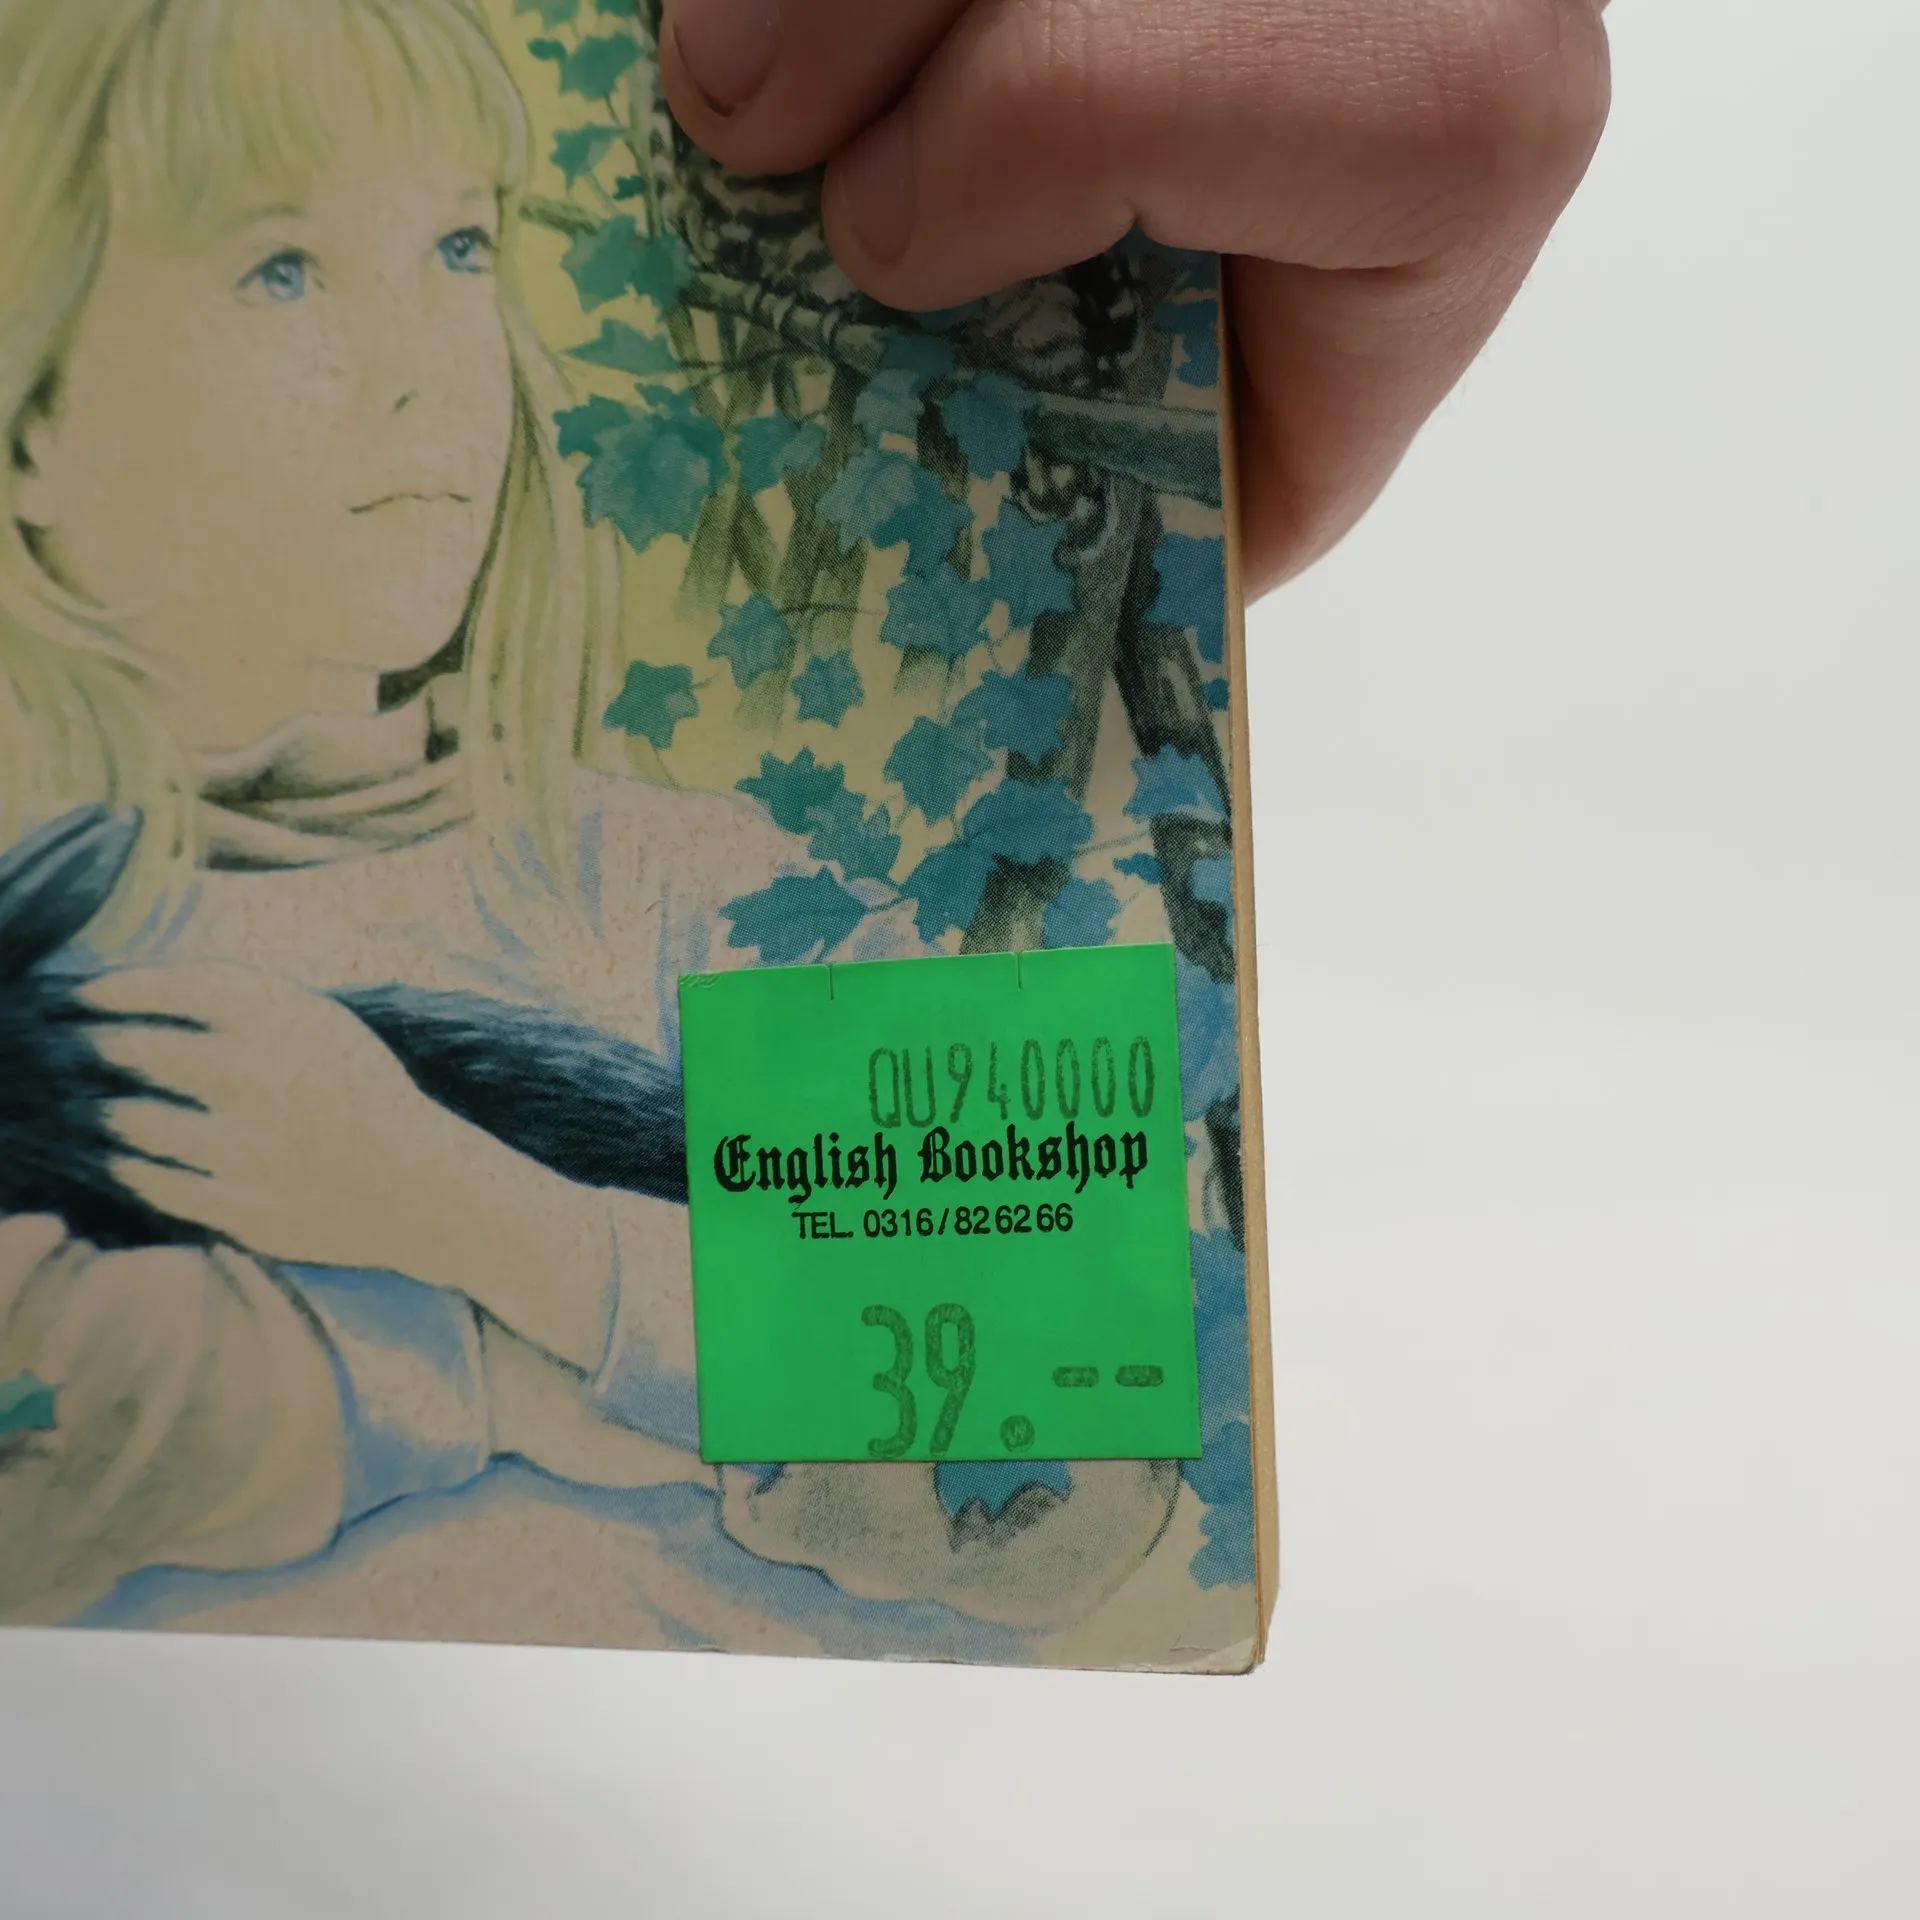 QU940000
English Bookshop
TEL. 0316/826266
39.--